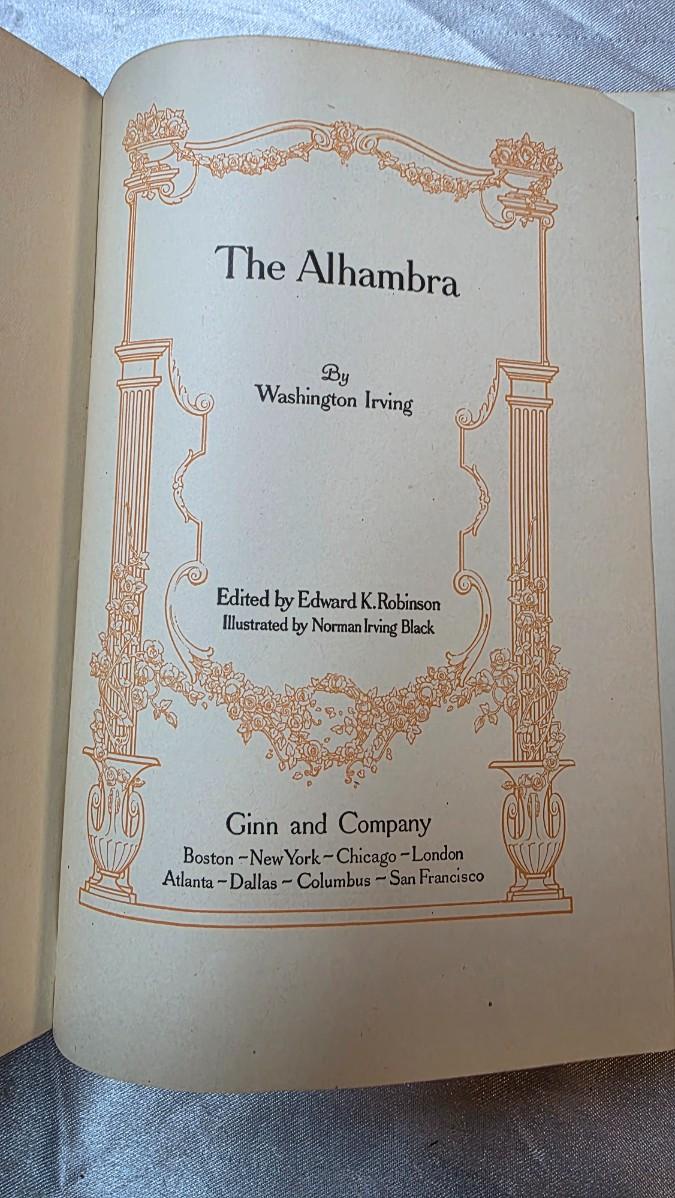 The Alhambra
By
Washington Irving
Edited by Edward K. Robinson
Illustrated by Norman Irving Black
Ginn and Company
Boston ~ New York ~ Chicago ~ London
Atlanta ~ Dallas ~ Columbus ~ San Francisco